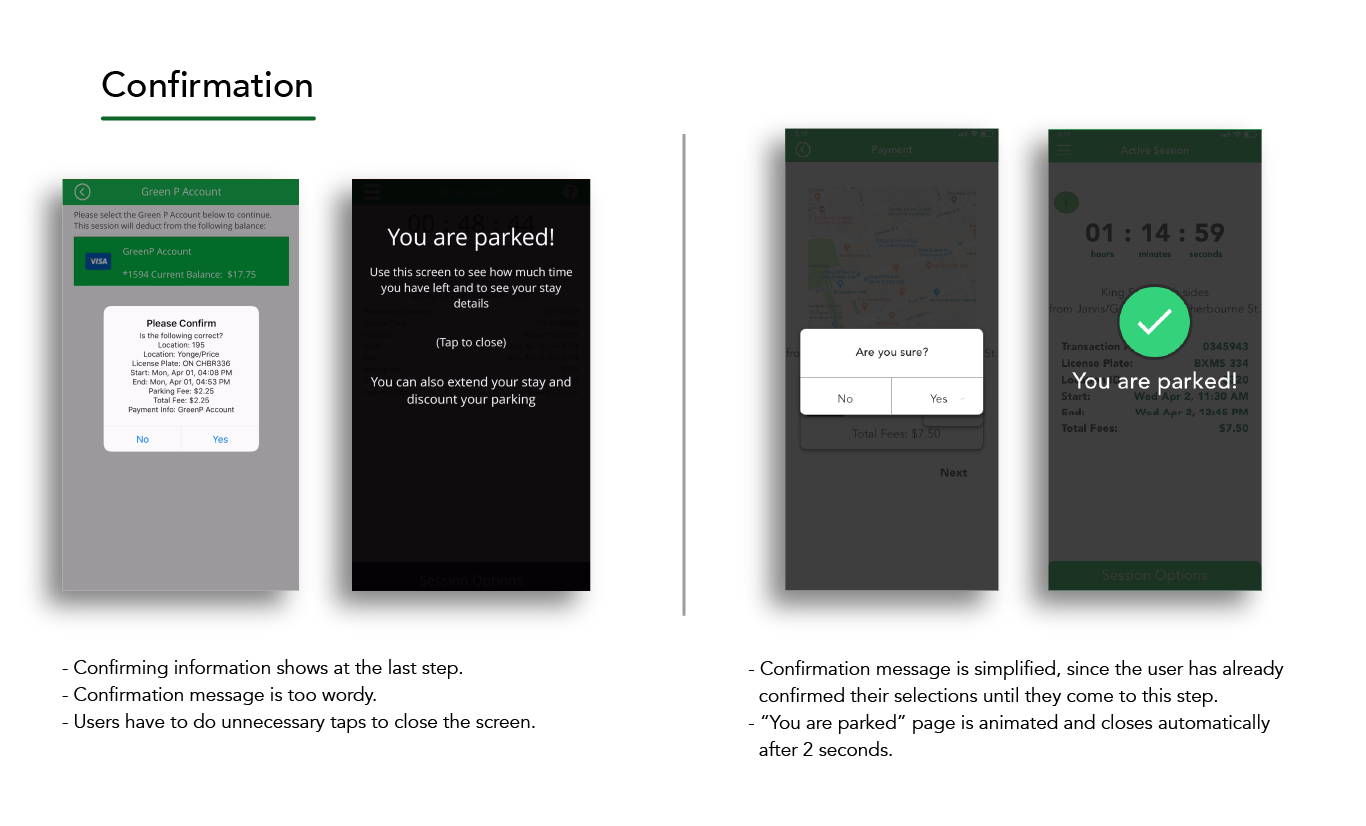 Confirmation
Green P Account
Please select the Green P Account below to continue.
This session will deduct from the following balance:
GreenP Account
VISA
*1594 Current Balance: $17.75
Please Confirm
Is the following correct?
Location: 195
Location: Yonge/Price
License Plate: ON CHBR336
Start: Mon, Apr 01, 04:08 PM
End: Mon, Apr 01, 04:53 PM
Parking Fee: $2.25
Total Fee: $2.25
Payment Info: GreenP Account
No Yes
00 : 48 : 44
You are parked!
Use this screen to see how much time
you have left and to see your stay
details
(Tap to close)
You can also extend your stay and
discount your parking
Session Options
Payment
Are you sure?
No Yes
Total Fees: $7.50
Next
Active Session
01 : 14 : 59
hours minutes seconds
King sides
from Jarvis/G herbourne St.
Transaction 0345943
License Plate: BXMS 334
You are parked!
Start: Wed Apr 2, 11:30 AM
End: Wed Apr 2, 12:45 PM
Total Fees: $7.50
Session Options
- Confirming information shows at the last step.
- Confirmation message is too wordy.
- Users have to do unnecessary taps to close the screen.
- Confirmation message is simplified, since the user has already
confirmed their selections until they come to this step.
- “You are parked” page is animated and closes automatically
after 2 seconds.